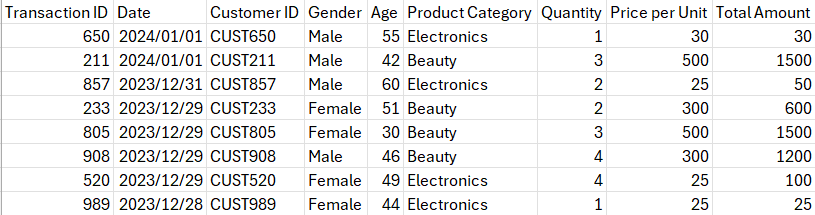 Transaction ID Date Customer ID Gender Age Product Category Quantity Price per Unit Total Amount
650 2024/01/01 CUST650 Male 55 Electronics 1 30 30
211 2024/01/01 CUST211 Male 42 Beauty 3 500 1500
857 2023/12/31 CUST857 Male 60 Electronics 2 25 50
233 2023/12/29 CUST233 Female 51 Beauty 2 300 600
805 2023/12/29 CUST805 Female 30 Beauty 3 500 1500
908 2023/12/29 CUST908 Male 46 Beauty 4 300 1200
520 2023/12/29 CUST520 Female 49 Electronics 4 25 100
989 2023/12/28 CUST989 Female 44 Electronics 1 25 25